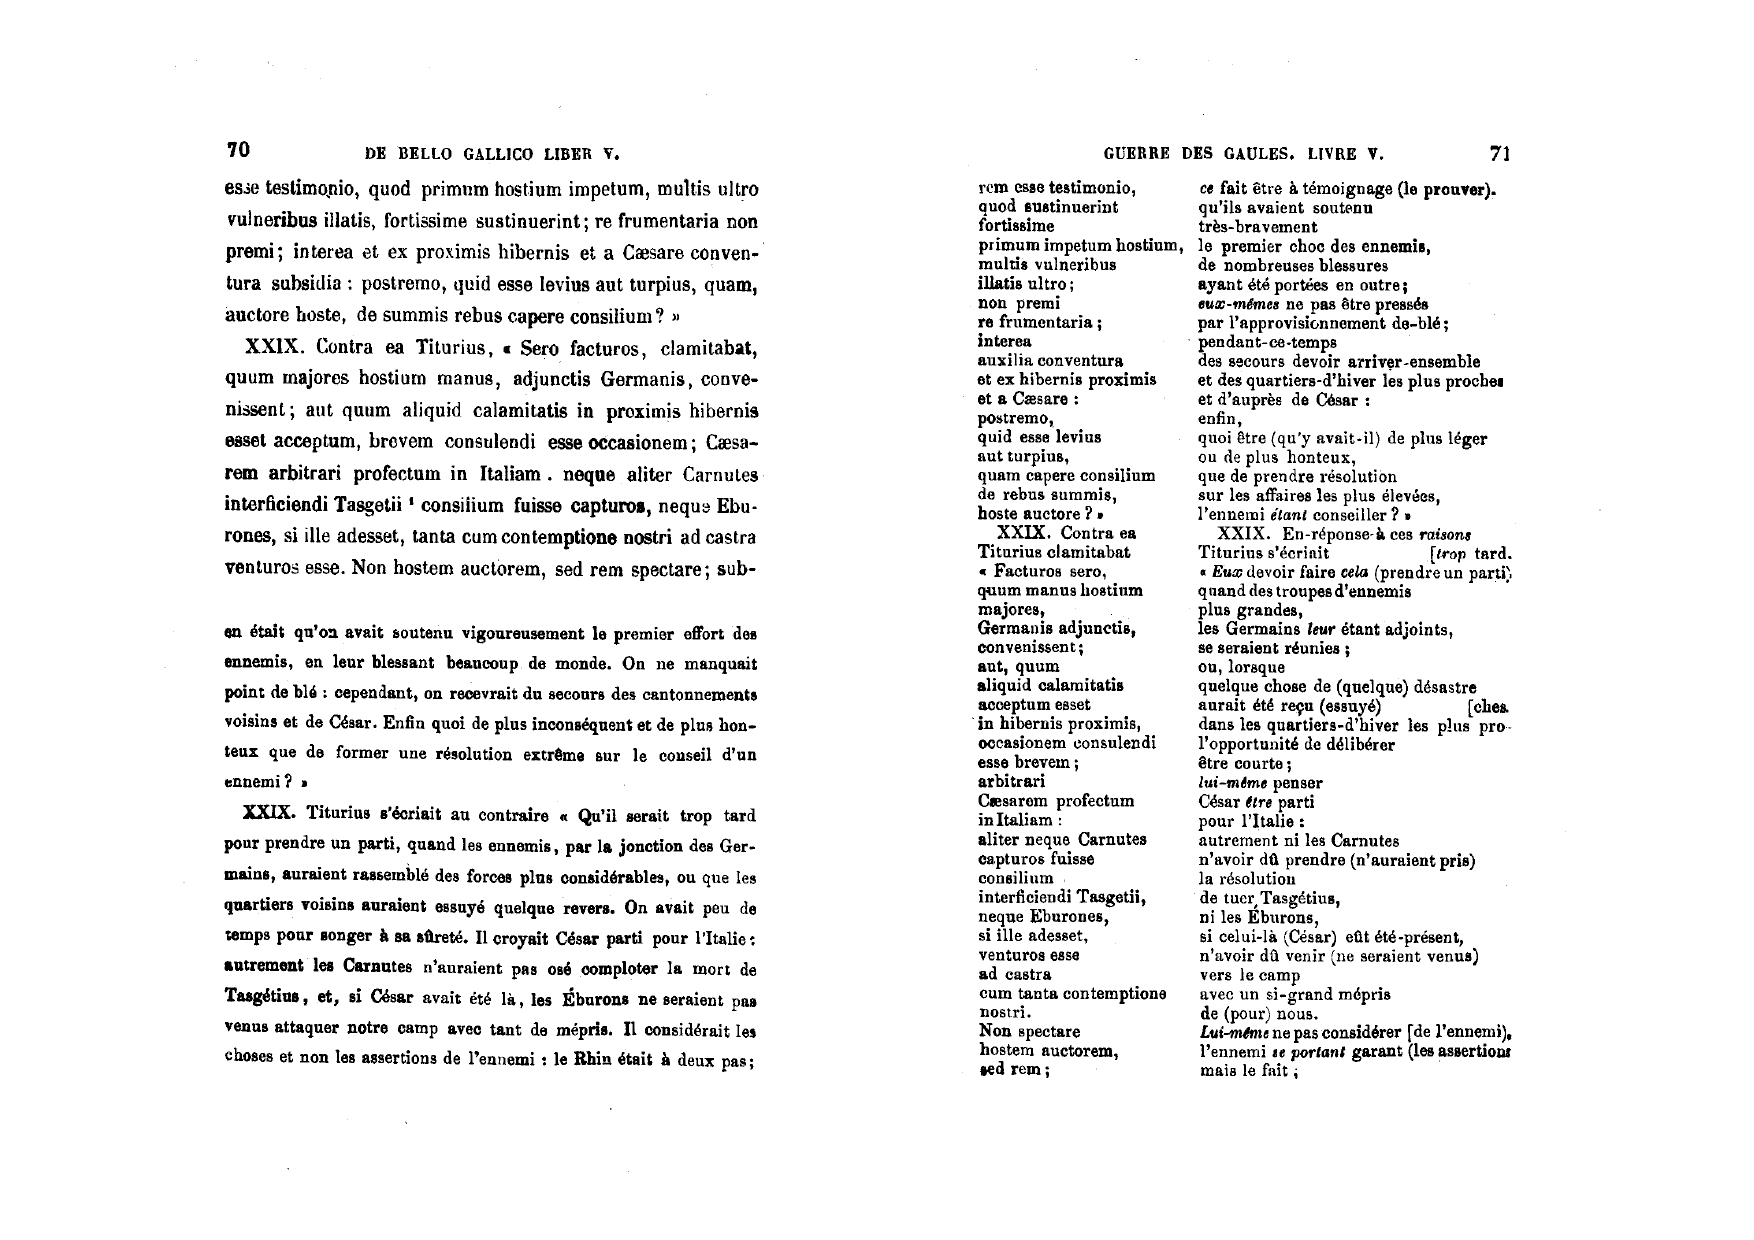 70 DE BELLO GALLICO LIBER V.
esse testimonio, quod primum hostium impetum, multis ultro
vulneribus illatis, fortissime sustinuerint; re frumentaria non
premi; interea et ex proximis hibernis et a Cæsare conven-
tura subsidia : postremo, quid esse levius aut turpius, quam,
auctore hoste, de summis rebus capere consilium? »
XXIX. Contra ea Titurius, « Sero facturos, clamitabat,
quum majores hostium manus, adjunctis Germanis, conve-
nissent; aut quum aliquid calamitatis in proximis hibernis
esset acceptum, brevem consulendi esse occasionem; Cæsa-
rem arbitrari profectum in Italiam . neque aliter Carnutes
interficiendi Tasgetii ¹ consilium fuisse capturos, neque Ebu-
rones, si ille adesset, tanta cum contemptione nostri ad castra
venturos esse. Non hostem auctorem, sed rem spectare; sub-
en était qu'on avait soutenu vigoureusement le premier effort des
ennemis, en leur blessant beaucoup de monde. On ne manquait
point de blé : cependant, on recevrait du secours des cantonnements
voisins et de César. Enfin quoi de plus inconséquent et de plus hon-
teux que de former une résolution extrême sur le conseil d'un
ennemi? »
XXIX. Titurius s'écriait au contraire « Qu'il serait trop tard
pour prendre un parti, quand les ennemis, par la jonction des Ger-
mains, auraient rassemblé des forces plus considérables, ou que les
quartiers voisins auraient essuyé quelque revers. On avait peu de
temps pour songer à sa sûreté. Il croyait César parti pour l'Italie :
autrement les Carnutes n'auraient pas osé comploter la mort de
Tasgétius, et, si César avait été là, les Éburons ne seraient pas
venus attaquer notre camp avec tant de mépris. Il considérait les
choses et non les assertions de l'ennemi : le Rhin était à deux pas;
GUERRE DES GAULES. LIVRE V. 71
rem esse testimonio,
quod sustinuerint
fortissime
primum impetum hostium,
multis vulneribus
illatis ultro;
non premi
re frumentaria;
interea
auxilia conventura
et ex hibernis proximis
et a Cæsare :
postremo,
quid esse levius
aut turpius,
quam capere consilium
de rebus summis,
hoste auctore? »
XXIX. Contra ea
Titurius clamitabat
« Facturos sero,
quum manus hostium
majores,
Germanis adjunctis,
convenissent;
aut, quum
aliquid calamitatis
acceptum esset
in hibernis proximis,
occasionem consulendi
esse brevem;
arbitrari
Cæsarem profectum
in Italiam :
aliter neque Carnutes
capturos fuisse
consilium
interficiendi Tasgetii,
neque Eburones,
si ille adesset,
venturos esse
ad castra
cum tanta contemptione
nostri.
Non spectare
hostem auctorem,
sed rem;
ce fait être à témoignage (le prouver).
qu'ils avaient soutenu
très-bravement
le premier choc des ennemis,
de nombreuses blessures
ayant été portées en outre;
eux-mêmes ne pas être pressés
par l'approvisionnement de-blé;
pendant-ce-temps
des secours devoir arriver-ensemble
et des quartiers-d'hiver les plus proches
et d'auprès de César :
enfin,
quoi être (qu'y avait-il) de plus léger
ou de plus honteux,
que de prendre résolution
sur les affaires les plus élevées,
l'ennemi étant conseiller? »
XXIX. En-réponse-à ces raisons
Titurius s'écriait [trop tard.
« Eux devoir faire cela (prendre un parti)
quand des troupes d'ennemis
plus grandes,
les Germains leur étant adjoints,
se seraient réunies;
ou, lorsque
quelque chose de (quelque) désastre
aurait été reçu (essuyé) [ches.
dans les quartiers-d'hiver les plus pro-
l'opportunité de délibérer
être courte;
lui-même penser
César être parti
pour l'Italie :
autrement ni les Carnutes
n'avoir dû prendre (n'auraient pris)
la résolution
de tuer Tasgétius,
ni les Éburons,
si celui-là (César) eût été-présent,
n'avoir dû venir (ne seraient venus)
vers le camp
avec un si-grand mépris
de (pour) nous.
Lui-même ne pas considérer [de l'ennemi),
l'ennemi se portant garant (les assertions
mais le fait;